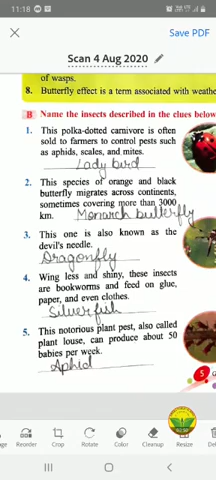 11:18
Save PDF
Scan 4 Aug 2020
of wasps.
8. Butterfly effect is a term associated with weathe
B Name the insects described in the clues below
1. This polka-dotted carnivore is often
sold to farmers to control pests such
as aphids, scales, and mites.
Lady bird
2. This species of orange and black
butterfly migrates across continents,
sometimes covering more than 3000
km. Monarch butterfly
3. This one is also known as the
devil's needle.
Dragonfly
4. Wing less and shiny, these insects
are bookworms and feed on glue,
paper, and even clothes.
Silverfish
5. This notorious plant pest, also called
plant louse, can produce about 50
babies per week.
Aphid
5 G
Reorder Crop Rotate Color Cleanup Resize